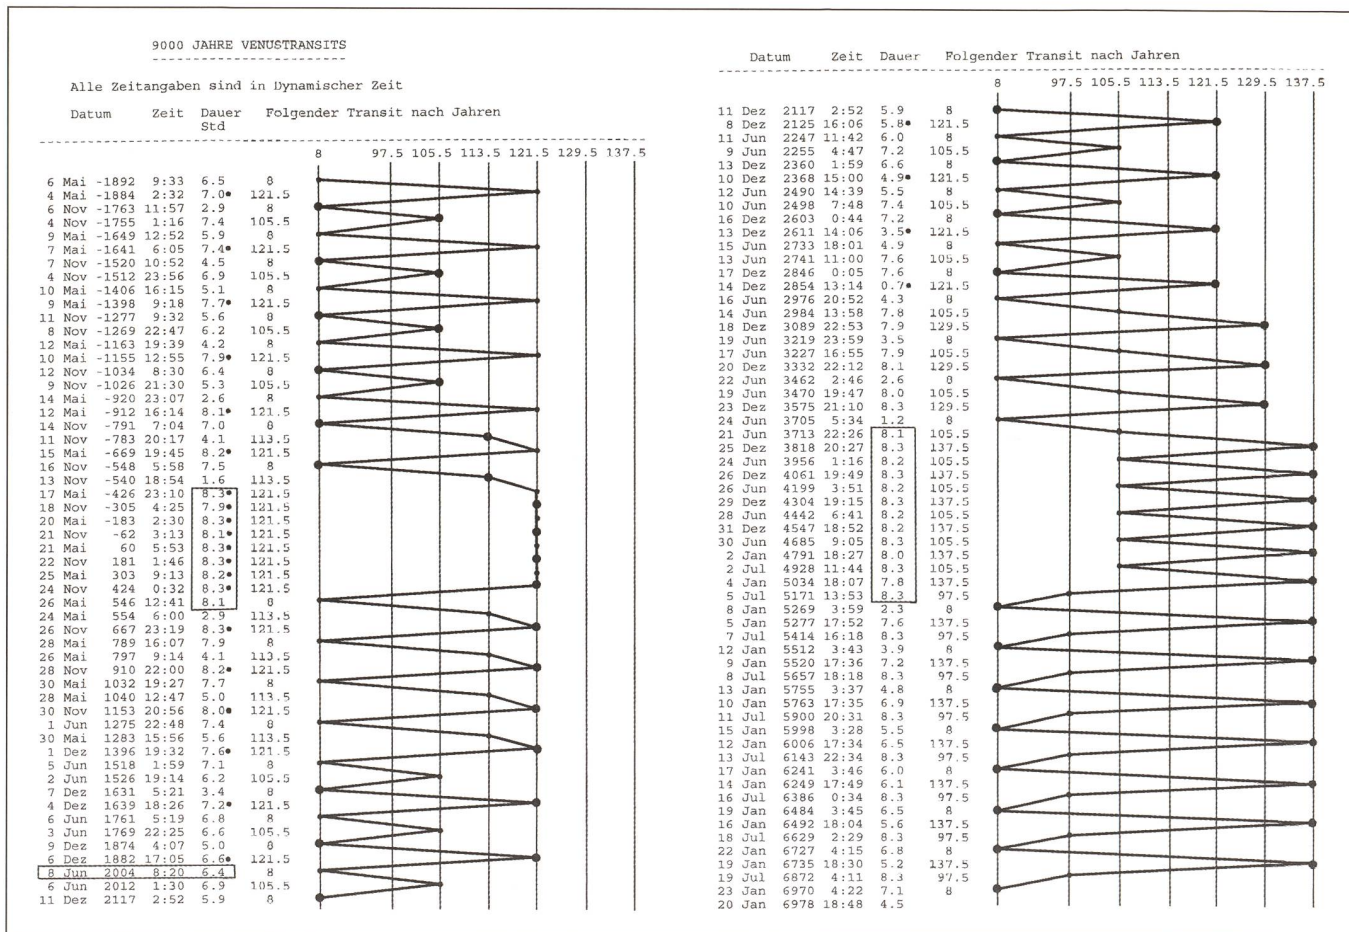 9000 JAHRE VENUSTRANSITS
Alle Zeitangaben sind in Dynamischer Zeit
Datum Zeit Dauer Folgender Transit nach Jahren
Std
8 97.5 105.5 113.5 121.5 129.5 137.5
6 Mai -1892 9:33 6.5 8
4 Mai -1884 2:32 7.0• 121.5
6 Nov -1763 11:57 2.9 8
4 Nov -1755 1:16 7.4 105.5
9 Mai -1649 12:52 5.9 8
7 Mai -1641 6:05 7.4• 121.5
7 Nov -1520 10:52 4.5 8
4 Nov -1512 23:56 6.9 105.5
10 Mai -1406 16:15 5.1 8
9 Mai -1398 9:18 7.7• 121.5
11 Nov -1277 9:32 5.6 8
8 Nov -1269 22:47 6.2 105.5
12 Mai -1163 19:39 4.2 8
10 Mai -1155 12:55 7.9• 121.5
12 Nov -1034 8:30 6.4 8
9 Nov -1026 21:30 5.3 105.5
14 Mai -920 23:07 2.6 8
12 Mai -912 16:14 8.1• 121.5
14 Nov -791 7:04 7.0 8
11 Nov -783 20:17 4.1 113.5
15 Mai -669 19:45 8.2• 121.5
16 Nov -548 5:58 7.5 8
13 Nov -540 18:54 1.6 113.5
17 Mai -426 23:10 8.3• 121.5
18 Nov -305 4:25 7.9• 121.5
20 Mai -183 2:30 8.3• 121.5
21 Nov -62 3:13 8.1• 121.5
21 Mai 60 5:53 8.3• 121.5
22 Nov 181 1:46 8.3• 121.5
25 Mai 303 9:13 8.2• 121.5
24 Nov 424 0:32 8.3• 121.5
26 Mai 546 12:41 8.1 8
24 Mai 554 6:00 2.9 113.5
26 Nov 667 23:19 8.3• 121.5
28 Mai 789 16:07 7.9 8
26 Mai 797 9:14 4.1 113.5
28 Nov 910 22:00 8.2• 121.5
30 Mai 1032 19:27 7.7 8
28 Mai 1040 12:47 5.0 113.5
30 Nov 1153 20:56 8.0• 121.5
1 Jun 1275 22:48 7.4 8
30 Mai 1283 15:56 5.6 113.5
1 Dez 1396 19:32 7.6• 121.5
5 Jun 1518 1:59 7.1 8
2 Jun 1526 19:14 6.2 105.5
7 Dez 1631 5:21 3.4 8
4 Dez 1639 18:26 7.2• 121.5
6 Jun 1761 5:19 6.8 8
3 Jun 1769 22:25 6.6 105.5
9 Dez 1874 4:07 5.0 8
6 Dez 1882 17:05 6.6• 121.5
8 Jun 2004 8:20 6.4 8
6 Jun 2012 1:30 6.9 105.5
11 Dez 2117 2:52 5.9 8
Datum Zeit Dauer Folgender Transit nach Jahren
8 97.5 105.5 113.5 121.5 129.5 137.5
11 Dez 2117 2:52 5.9 8
8 Dez 2125 16:06 5.8• 121.5
11 Jun 2247 11:42 6.0 8
9 Jun 2255 4:47 7.2 105.5
13 Dez 2360 1:59 6.6 8
10 Dez 2368 15:00 4.9• 121.5
12 Jun 2490 14:39 5.5 8
10 Jun 2498 7:48 7.4 105.5
16 Dez 2603 0:44 7.2 8
13 Dez 2611 14:06 3.5• 121.5
15 Jun 2733 18:01 4.9 8
13 Jun 2741 11:00 7.6 105.5
17 Dez 2846 0:05 7.6 8
14 Dez 2854 13:14 0.7• 121.5
16 Jun 2976 20:52 4.3 8
14 Jun 2984 13:58 7.8 105.5
18 Dez 3089 22:53 7.9 129.5
19 Jun 3219 23:59 3.5 8
17 Jun 3227 16:55 7.9 105.5
20 Dez 3332 22:12 8.1 129.5
22 Jun 3462 2:46 2.6 8
19 Jun 3470 19:47 8.0 105.5
23 Dez 3575 21:10 8.3 129.5
24 Jun 3705 5:34 1.2 8
21 Jun 3713 22:26 8.1 105.5
25 Dez 3818 20:27 8.3 137.5
24 Jun 3956 1:16 8.2 105.5
26 Dez 4061 19:49 8.3 137.5
26 Jun 4199 3:51 8.2 105.5
29 Dez 4304 19:15 8.3 137.5
28 Jun 4442 6:41 8.2 105.5
31 Dez 4547 18:52 8.2 137.5
30 Jun 4685 9:05 8.3 105.5
2 Jan 4791 18:27 8.0 137.5
2 Jul 4928 11:44 8.3 105.5
4 Jan 5034 18:07 7.8 137.5
5 Jul 5171 13:53 8.3 97.5
8 Jan 5269 3:59 2.3 8
5 Jan 5277 17:52 7.6 137.5
7 Jul 5414 16:18 8.3 97.5
12 Jan 5512 3:43 3.9 8
9 Jan 5520 17:36 7.2 137.5
8 Jul 5657 18:18 8.3 97.5
13 Jan 5755 3:37 4.8 8
10 Jan 5763 17:35 6.9 137.5
11 Jul 5900 20:31 8.3 97.5
15 Jan 5998 3:28 5.5 8
12 Jan 6006 17:34 6.5 137.5
13 Jul 6143 22:34 8.3 97.5
17 Jan 6241 3:46 6.0 8
14 Jan 6249 17:49 6.1 137.5
16 Jul 6386 0:34 8.3 97.5
19 Jan 6484 3:45 6.5 8
16 Jan 6492 18:04 5.6 137.5
18 Jul 6629 2:29 8.3 97.5
22 Jan 6727 4:15 6.8 8
19 Jan 6735 18:30 5.2 137.5
19 Jul 6872 4:11 8.3 97.5
23 Jan 6970 4:22 7.1 8
20 Jan 6978 18:48 4.5